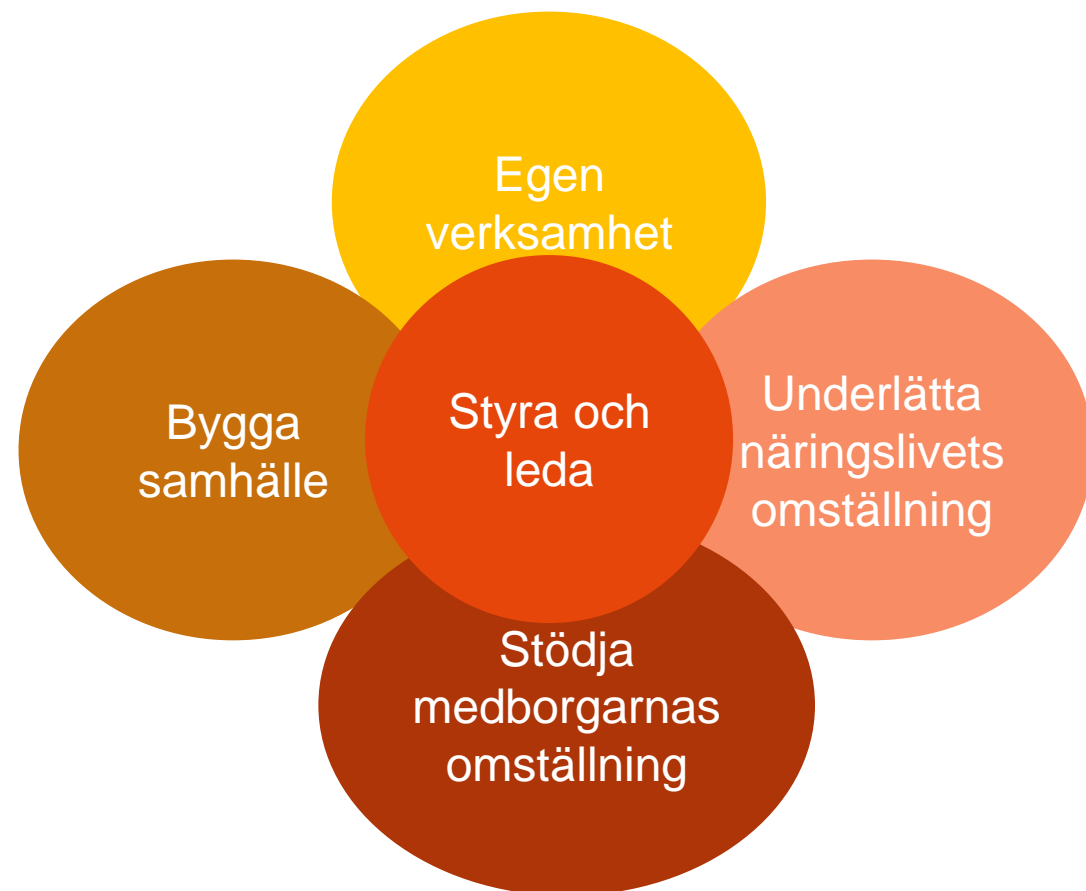 Egen
verksamhet
Bygga
samhälle
Styra och
leda
Underlätta
näringslivets
omställning
Stödja
medborgarnas
omställning